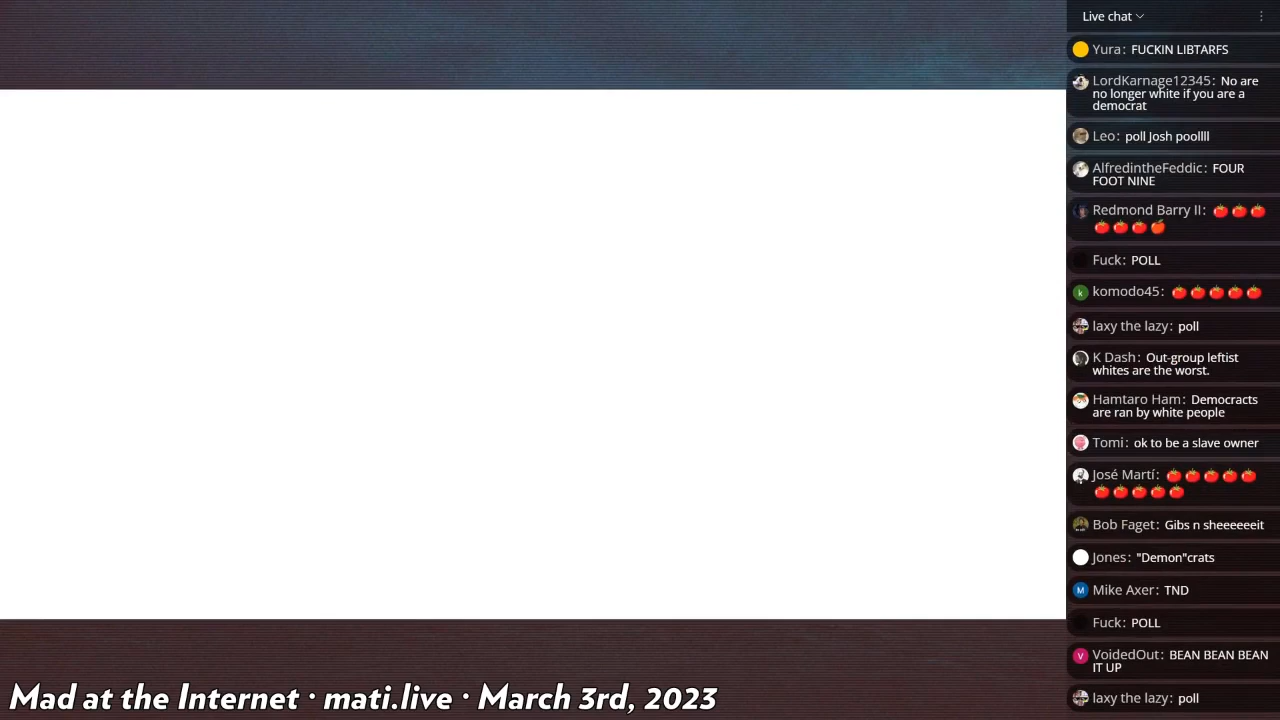 Live chat
Yura: FUCKIN LIBTARFS
LordKarnage12345: No are
no longer white if you are a
democrat
Leo: poll Josh poollll
AlfredintheFeddic: FOUR
FOOT NINE
Redmond Barry II: 🍅🍅🍅
🍅🍅🍅🍎
Fuck: POLL
k
komodo45: 🍅🍅🍅🍅🍅
laxy the lazy: poll
K Dash: Out-group leftist
whites are the worst.
Hamtaro Ham: Democracts
are ran by white people
Tomi: ok to be a slave owner
José Martí: 🍅🍅🍅🍅🍅
🍅🍅🍅🍅🍅
Bob Faget: Gibs n sheeeeeeit
Jones: "Demon"crats
M
Mike Axer: TND
Fuck: POLL
V
VoidedOut: BEAN BEAN BEAN
IT UP
laxy the lazy: poll
Mad at the Internet · mati.live · March 3rd, 2023